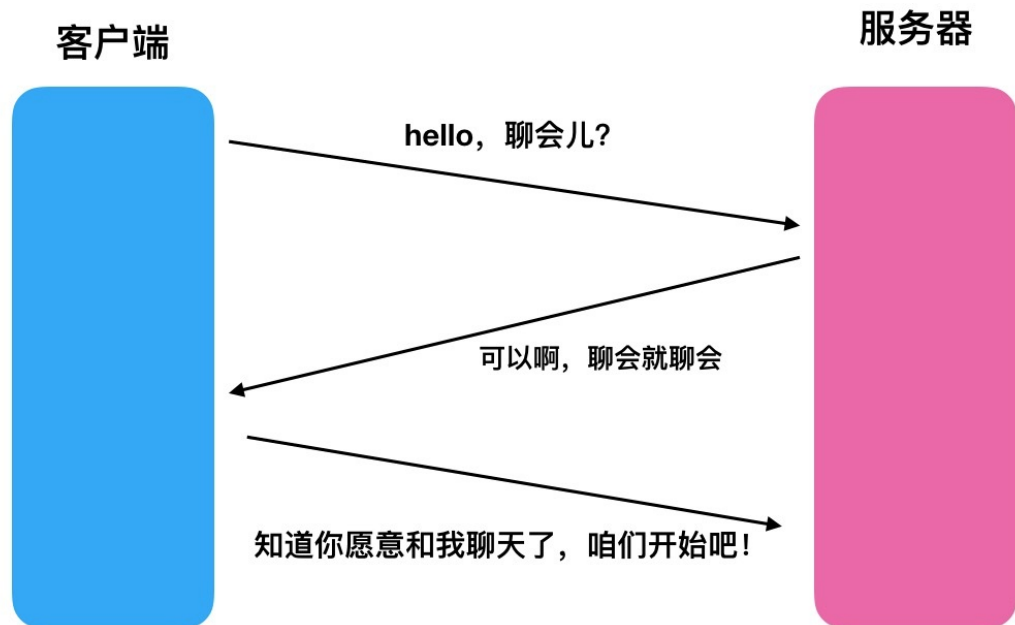 客户端
服务器
hello，聊会儿？
可以啊，聊会就聊会
知道你愿意和我聊天了，咱们开始吧！